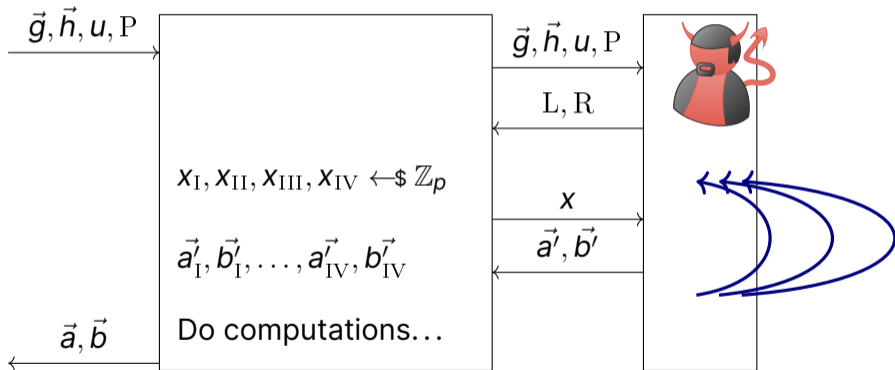 g⃗, h⃗, u, P
g⃗, h⃗, u, P
L, R
x_I, x_II, x_III, x_IV ←$ ℤ_p
x
a⃗′, b⃗′
a⃗′_I, b⃗′_I, . . . , a⃗′_IV, b⃗′_IV
Do computations...
a⃗, b⃗